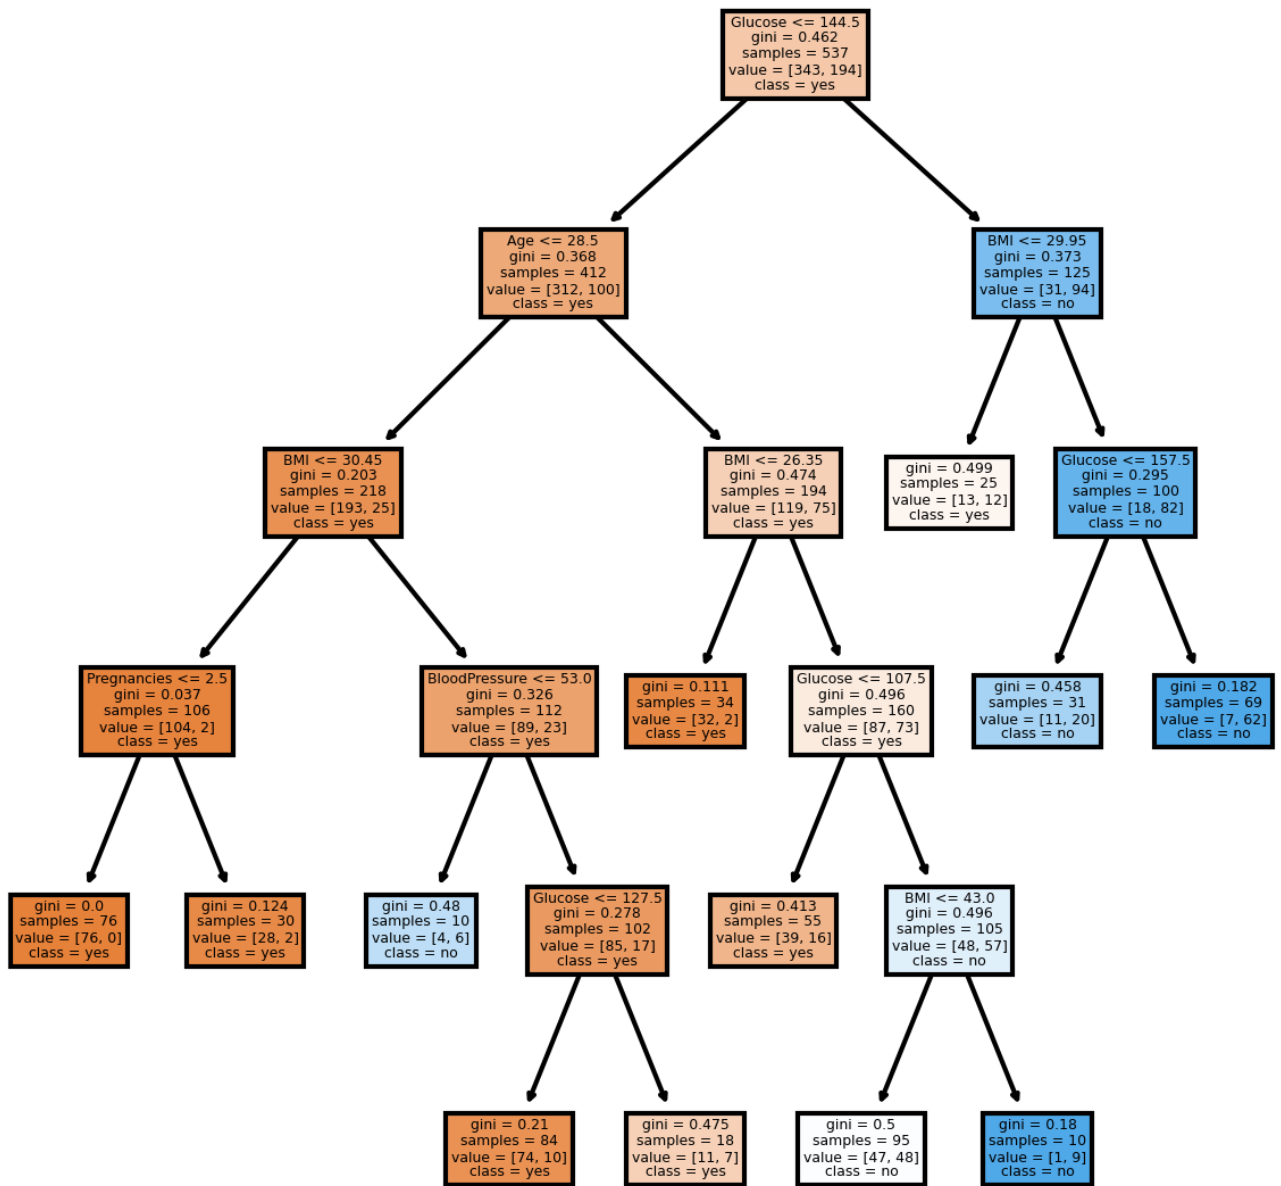 Glucose <= 144.5
gini = 0.462
samples = 537
value = [343, 194]
class = yes
Age <= 28.5
gini = 0.368
samples = 412
value = [312, 100]
class = yes
BMI <= 29.95
gini = 0.373
samples = 125
value = [31, 94]
class = no
BMI <= 30.45
gini = 0.203
samples = 218
value = [193, 25]
class = yes
BMI <= 26.35
gini = 0.474
samples = 194
value = [119, 75]
class = yes
gini = 0.499
samples = 25
value = [13, 12]
class = yes
Glucose <= 157.5
gini = 0.295
samples = 100
value = [18, 82]
class = no
Pregnancies <= 2.5
gini = 0.037
samples = 106
value = [104, 2]
class = yes
BloodPressure <= 53.0
gini = 0.326
samples = 112
value = [89, 23]
class = yes
gini = 0.111
samples = 34
value = [32, 2]
class = yes
Glucose <= 107.5
gini = 0.496
samples = 160
value = [87, 73]
class = yes
gini = 0.458
samples = 31
value = [11, 20]
class = no
gini = 0.182
samples = 69
value = [7, 62]
class = no
gini = 0.0
samples = 76
value = [76, 0]
class = yes
gini = 0.124
samples = 30
value = [28, 2]
class = yes
gini = 0.48
samples = 10
value = [4, 6]
class = no
Glucose <= 127.5
gini = 0.278
samples = 102
value = [85, 17]
class = yes
gini = 0.413
samples = 55
value = [39, 16]
class = yes
BMI <= 43.0
gini = 0.496
samples = 105
value = [48, 57]
class = no
gini = 0.21
samples = 84
value = [74, 10]
class = yes
gini = 0.475
samples = 18
value = [11, 7]
class = yes
gini = 0.5
samples = 95
value = [47, 48]
class = no
gini = 0.18
samples = 10
value = [1, 9]
class = no